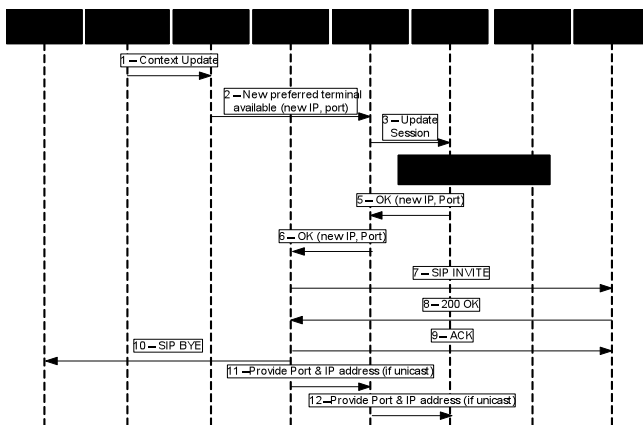 1 – Context Update
2 – New preferred terminal
available (new IP, port)
3 – Update
Session
5 – OK (new IP, Port)
6 – OK (new IP, Port)
7 – SIP INVITE
8 – 200 OK
9 – ACK
10 – SIP BYE
11 – Provide Port & IP address (if unicast)
12 – Provide Port & IP address (if unicast)